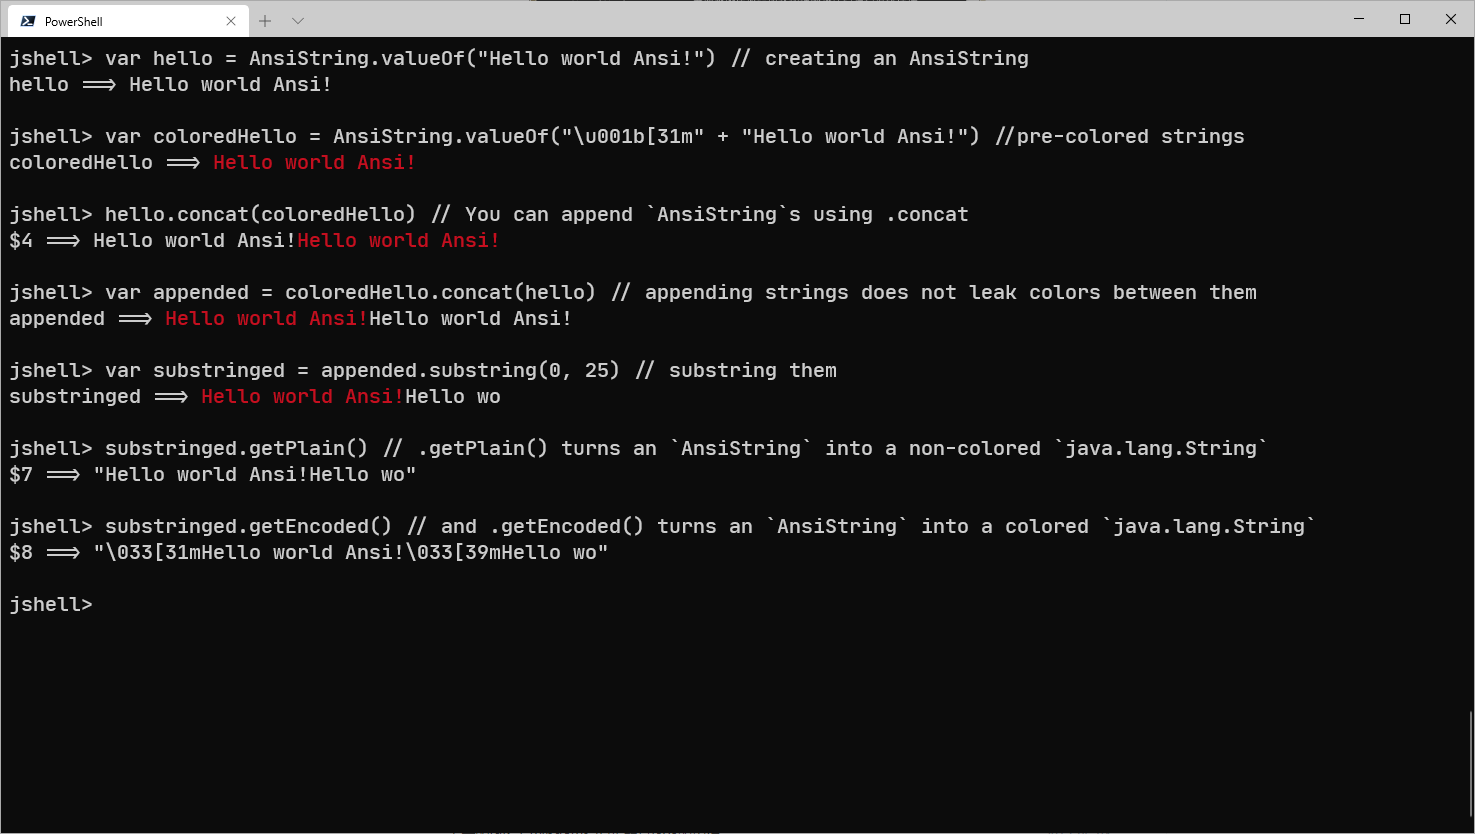 PowerShell
jshell> var hello = AnsiString.valueOf("Hello world Ansi!") // creating an AnsiString
hello ==> Hello world Ansi!
jshell> var coloredHello = AnsiString.valueOf("\u001b[31m" + "Hello world Ansi!") //pre-colored strings
coloredHello ==> Hello world Ansi!
jshell> hello.concat(coloredHello) // You can append `AnsiString`s using .concat
$4 ==> Hello world Ansi!Hello world Ansi!
jshell> var appended = coloredHello.concat(hello) // appending strings does not leak colors between them
appended ==> Hello world Ansi!Hello world Ansi!
jshell> var substringed = appended.substring(0, 25) // substring them
substringed ==> Hello world Ansi!Hello wo
jshell> substringed.getPlain() // .getPlain() turns an `AnsiString` into a non-colored `java.lang.String`
$7 ==> "Hello world Ansi!Hello wo"
jshell> substringed.getEncoded() // and .getEncoded() turns an `AnsiString` into a colored `java.lang.String`
$8 ==> "\033[31mHello world Ansi!\033[39mHello wo"
jshell>